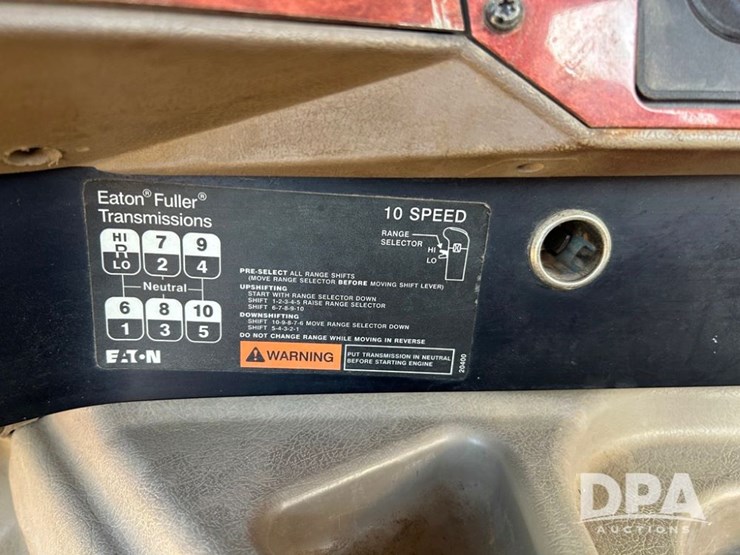 Eaton® Fuller®
Transmissions
10 SPEED
RANGE
SELECTOR
HI
LO
HI 7 9
R
LO 2 4
Neutral
6 8 10
1 3 5
EATON
PRE-SELECT ALL RANGE SHIFTS
(MOVE RANGE SELECTOR BEFORE MOVING SHIFT LEVER)
UPSHIFTING
START WITH RANGE SELECTOR DOWN
SHIFT 1-2-3-4-5 RAISE RANGE SELECTOR
SHIFT 6-7-8-9-10
DOWNSHIFTING
SHIFT 10-9-8-7-6 MOVE RANGE SELECTOR DOWN
SHIFT 5-4-3-2-1
DO NOT CHANGE RANGE WHILE MOVING IN REVERSE
WARNING
PUT TRANSMISSION IN NEUTRAL
BEFORE STARTING ENGINE
20400
DPA
AUCTIONS